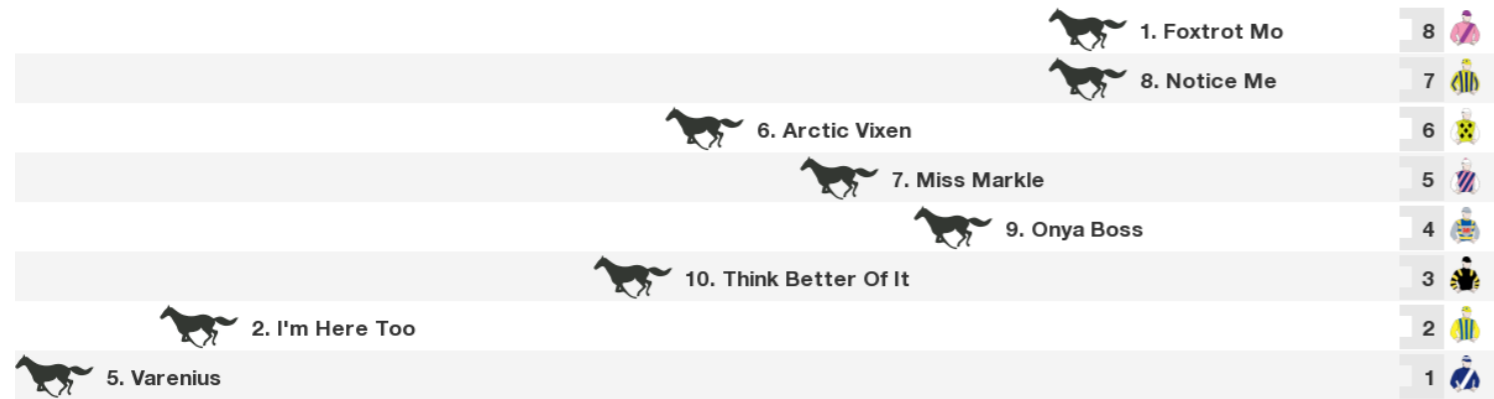 1. Foxtrot Mo 8
8. Notice Me 7
6. Arctic Vixen 6
7. Miss Markle 5
9. Onya Boss 4
10. Think Better Of It 3
2. I'm Here Too 2
5. Varenius 1